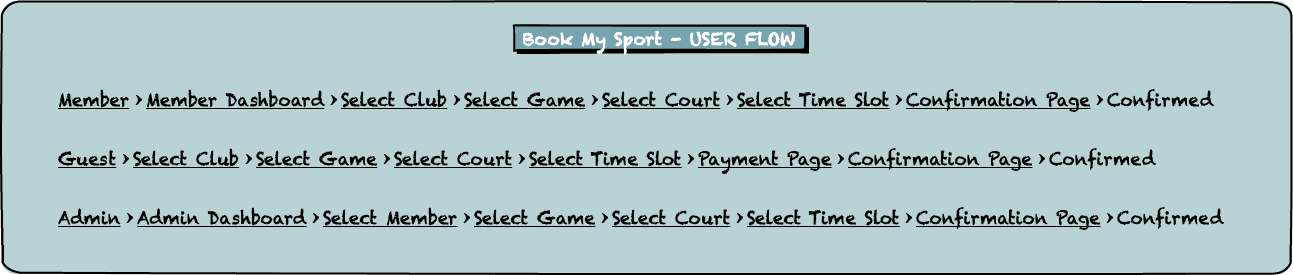 Book My Sport - USER FLOW
Member > Member Dashboard > Select Club > Select Game > Select Court > Select Time Slot > Confirmation Page > Confirmed
Guest > Select Club > Select Game > Select Court > Select Time Slot > Payment Page > Confirmation Page > Confirmed
Admin > Admin Dashboard > Select Member > Select Game > Select Court > Select Time Slot > Confirmation Page > Confirmed